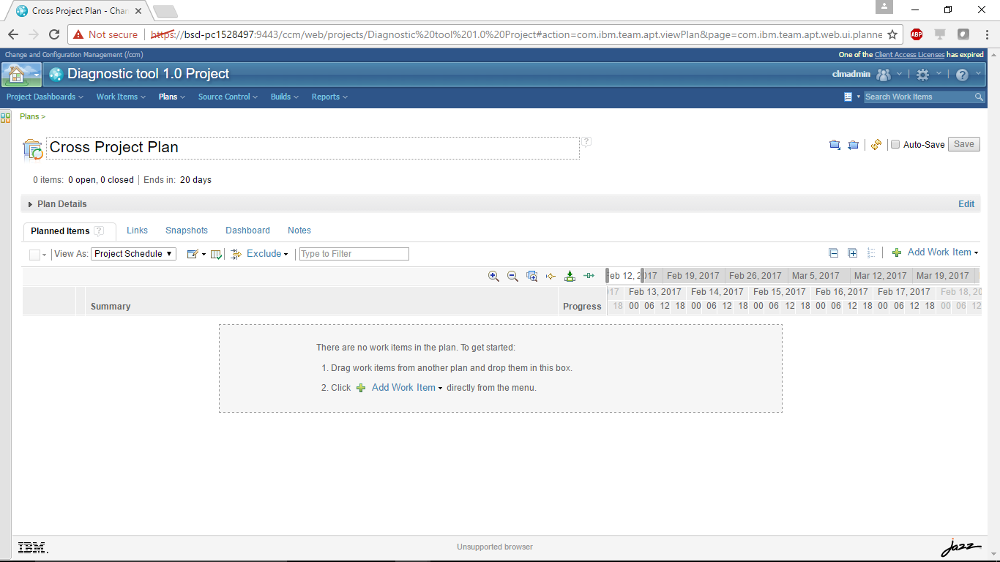 Cross Project Plan - Chan
Not secure https://bsd-pc1528497:9443/ccm/web/projects/Diagnostic%20tool%201.0%20Project#action=com.ibm.team.apt.viewPlan&page=com.ibm.team.apt.web.ui.planne ABP
Change and Configuration Management (/ccm) One of the Client Access Licenses has expired
Diagnostic tool 1.0 Project clmadmin
Project Dashboards Work Items Plans Source Control Builds Reports Search Work Items
Plans >
Cross Project Plan ? Auto-Save Save
0 items: 0 open, 0 closed Ends in: 20 days
Plan Details Edit
Planned Items ? Links Snapshots Dashboard Notes
View As: Project Schedule Exclude Type to Filter Add Work Item
Feb 12, 2017 Feb 19, 2017 Feb 26, 2017 Mar 5, 2017 Mar 12, 2017 Mar 19, 2017
017 Feb 13, 2017 Feb 14, 2017 Feb 15, 2017 Feb 16, 2017 Feb 17, 2017 Feb 18, 20
Summary Progress 18 00 06 12 18 00 06 12 18 00 06 12 18 00 06 12 18 00 06 12 18 00 06 12
There are no work items in the plan. To get started:
1. Drag work items from another plan and drop them in this box.
2. Click Add Work Item directly from the menu.
IBM. Unsupported browser jazz